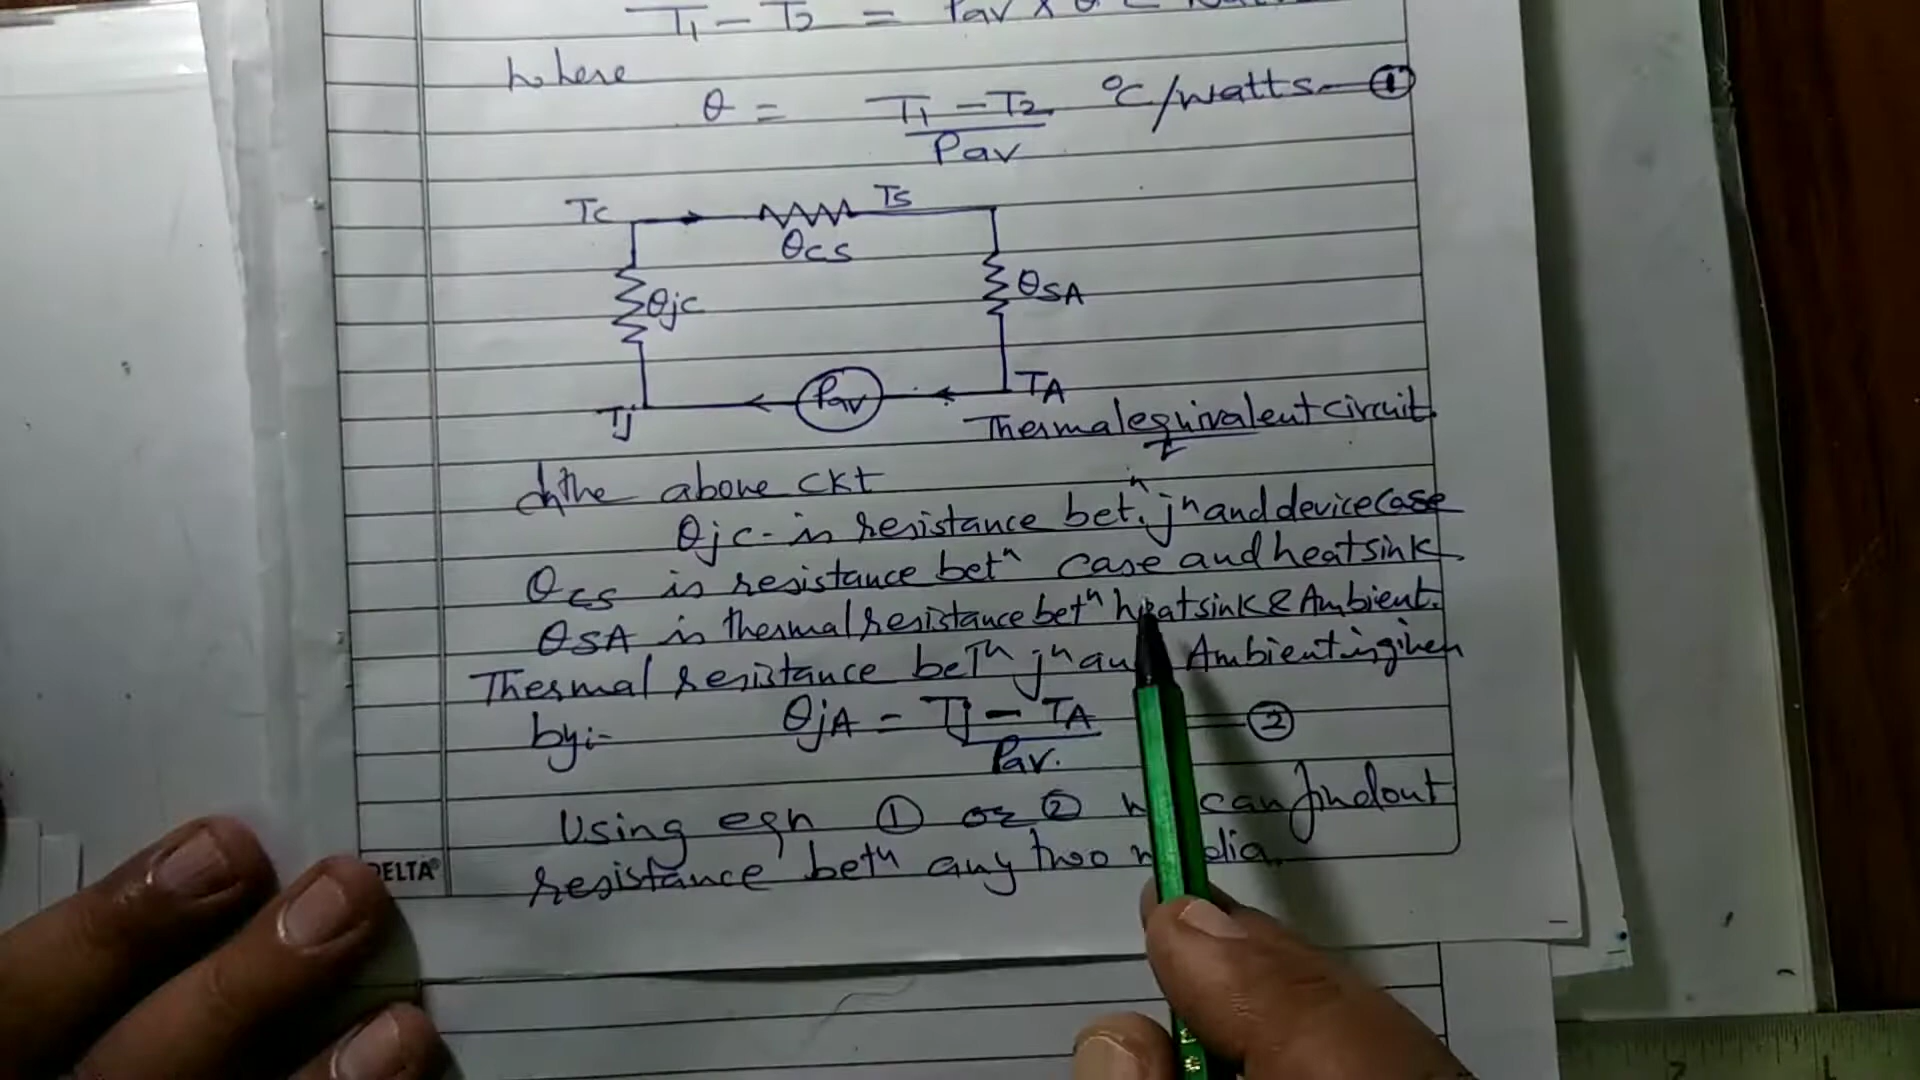 T1 - T2 = Pav x θ
where
θ = T1 - T2 / Pav °C/watts — ①
Tc Ts
θcs
θjc θSA
Pav TA
Tj
Thermal equivalent circuit
In the above ckt
θjc - is resistance betn jn and device case
θcs is resistance betn case and heatsink
θSA is thermal resistance betn heatsink & Ambient.
Thermal resistance betn jn and Ambient is given
by:- θjA = Tj - TA / Pav. — ②
Using eqn ① or ② we can findout
resistance betn any two media.
DELTA